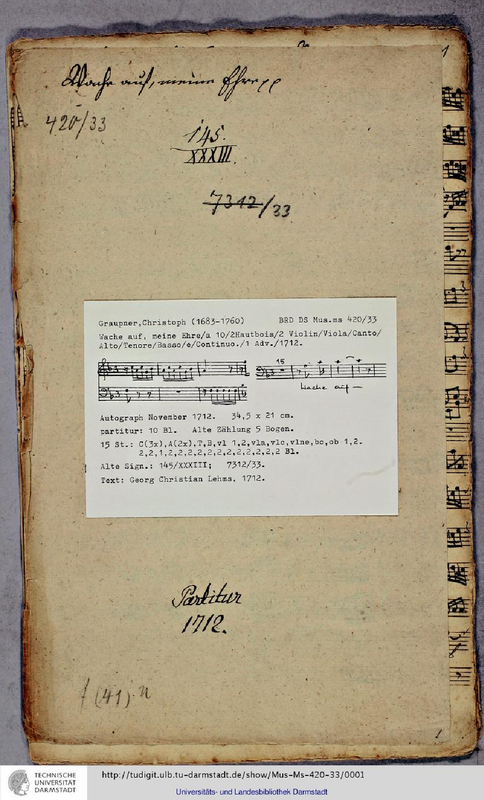 Wache auf, meine Ehre pp
420/33
145.
XXXIII.
7312/33
Graupner,Christoph (1683-1760) BRD DS Mus.ms 420/33
Wache auf, meine Ehre/a 10/2Hautbois/2 Violin/Viola/Canto/
Alto/Tenore/Basso/e/Continuo./1 Adv./1712.
15
Wache auf —
Autograph November 1712. 34,5 x 21 cm.
partitur: 10 Bl. Alte Zählung 5 Bogen.
15 St.: C(3x),A(2x),T,B,vl 1,2,vla,vlc,vlne,bc,ob 1,2.
2,2,1,2,2,2,2,2,2,2,2,2,2,2,2 Bl.
Alte Sign.: 145/XXXIII; 7312/33.
Text: Georg Christian Lehms, 1712.
Partitur
1712.
1
TECHNISCHE
UNIVERSITÄT
DARMSTADT
http://tudigit.ulb.tu-darmstadt.de/show/Mus-Ms-420-33/0001
Universitäts- und Landesbibliothek Darmstadt